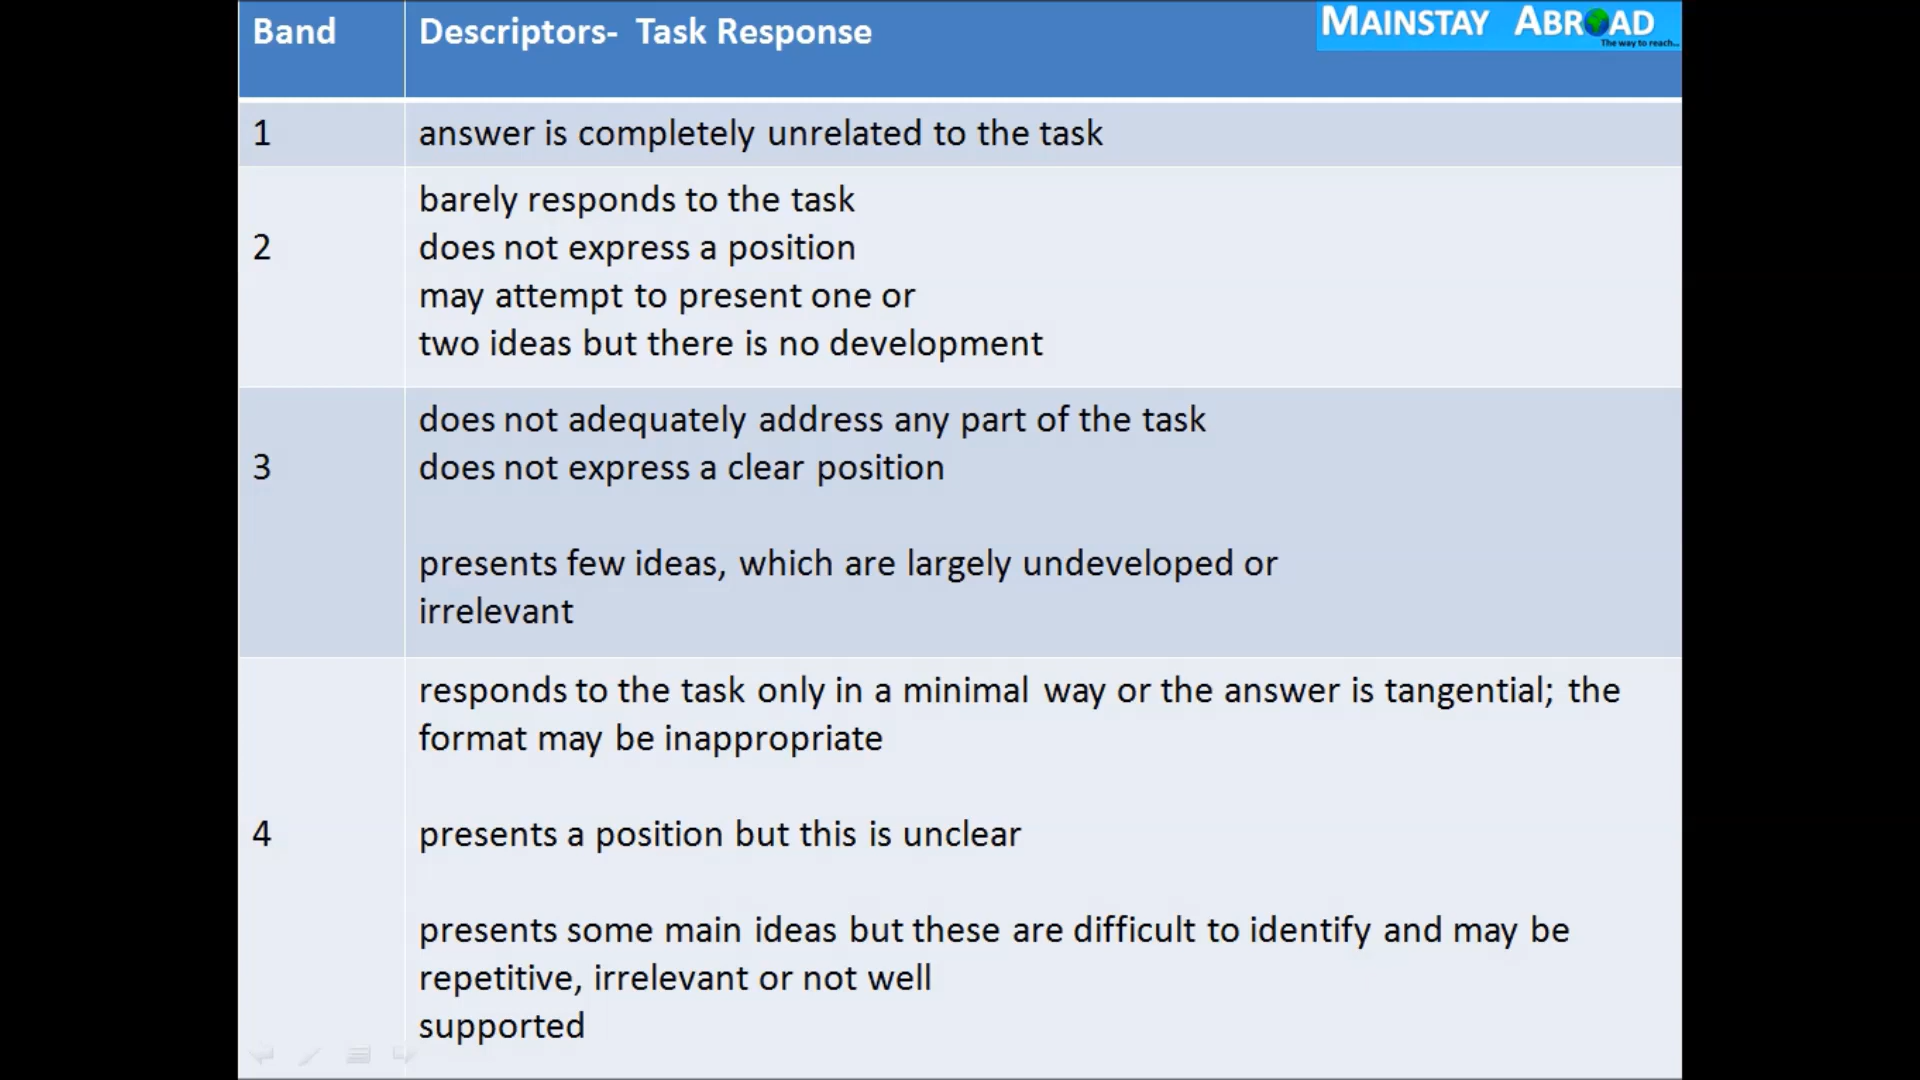 Band
Descriptors-  Task Response
MAINSTAY ABROAD
The way to reach...
1
answer is completely unrelated to the task
2
barely responds to the task
does not express a position
may attempt to present one or
two ideas but there is no development
3
does not adequately address any part of the task
does not express a clear position
presents few ideas, which are largely undeveloped or
irrelevant
4
responds to the task only in a minimal way or the answer is tangential; the
format may be inappropriate
presents a position but this is unclear
presents some main ideas but these are difficult to identify and may be
repetitive, irrelevant or not well
supported